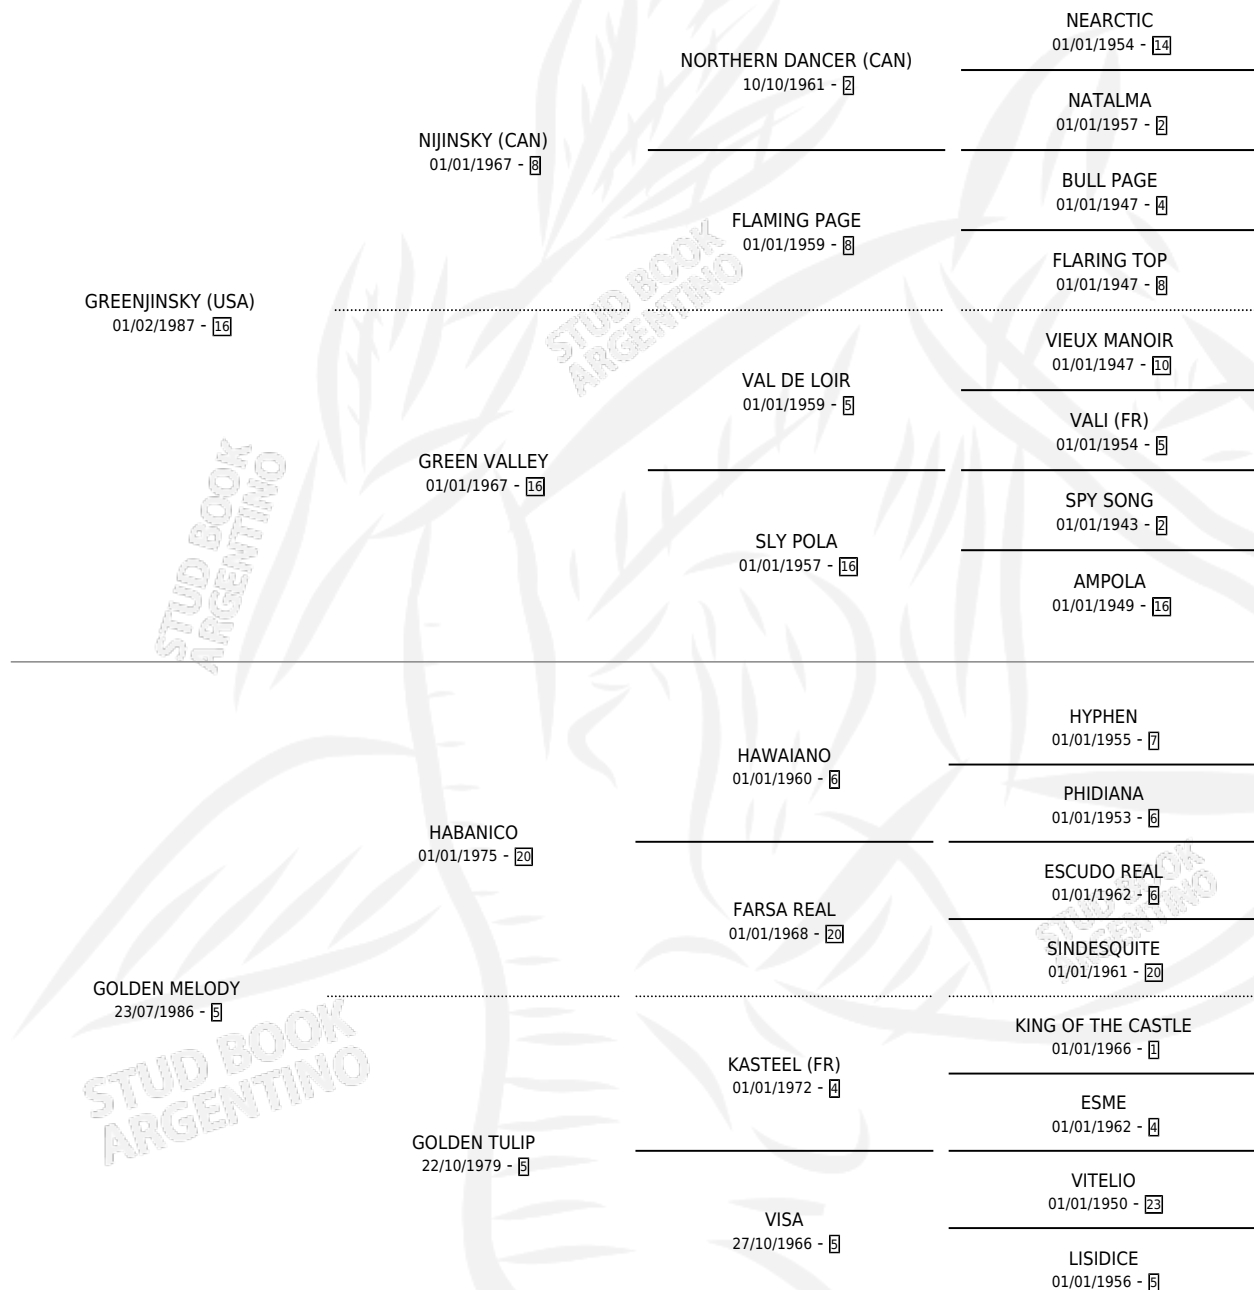 NEARCTIC
01/01/1954 - 14
NORTHERN DANCER (CAN)
10/10/1961 - 2
NATALMA
01/01/1957 - 2
NIJINSKY (CAN)
01/01/1967 - 8
BULL PAGE
01/01/1947 - 4
FLAMING PAGE
01/01/1959 - 8
FLARING TOP
01/01/1947 - 8
GREENJINSKY (USA)
01/02/1987 - 16
STUD BOOK
ARGENTINO
VIEUX MANOIR
01/01/1947 - 10
VAL DE LOIR
01/01/1959 - 5
VALI (FR)
01/01/1954 - 5
GREEN VALLEY
01/01/1967 - 16
SPY SONG
01/01/1943 - 2
SLY POLA
01/01/1957 - 16
AMPOLA
01/01/1949 - 16
STUD BOOK
ARGENTINO
HYPHEN
01/01/1955 - 7
HAWAIANO
01/01/1960 - 6
PHIDIANA
01/01/1953 - 6
HABANICO
01/01/1975 - 20
ESCUDO REAL
01/01/1962 - 6
FARSA REAL
01/01/1968 - 20
STUD BOOK
ARGENTINO
SINDESQUITE
01/01/1961 - 20
GOLDEN MELODY
23/07/1986 - 5
KING OF THE CASTLE
01/01/1966 - 1
KASTEEL (FR)
01/01/1972 - 4
ESME
01/01/1962 - 4
STUD BOOK
ARGENTINO
GOLDEN TULIP
22/10/1979 - 5
VITELIO
01/01/1950 - 23
VISA
27/10/1966 - 5
LISIDICE
01/01/1956 - 5